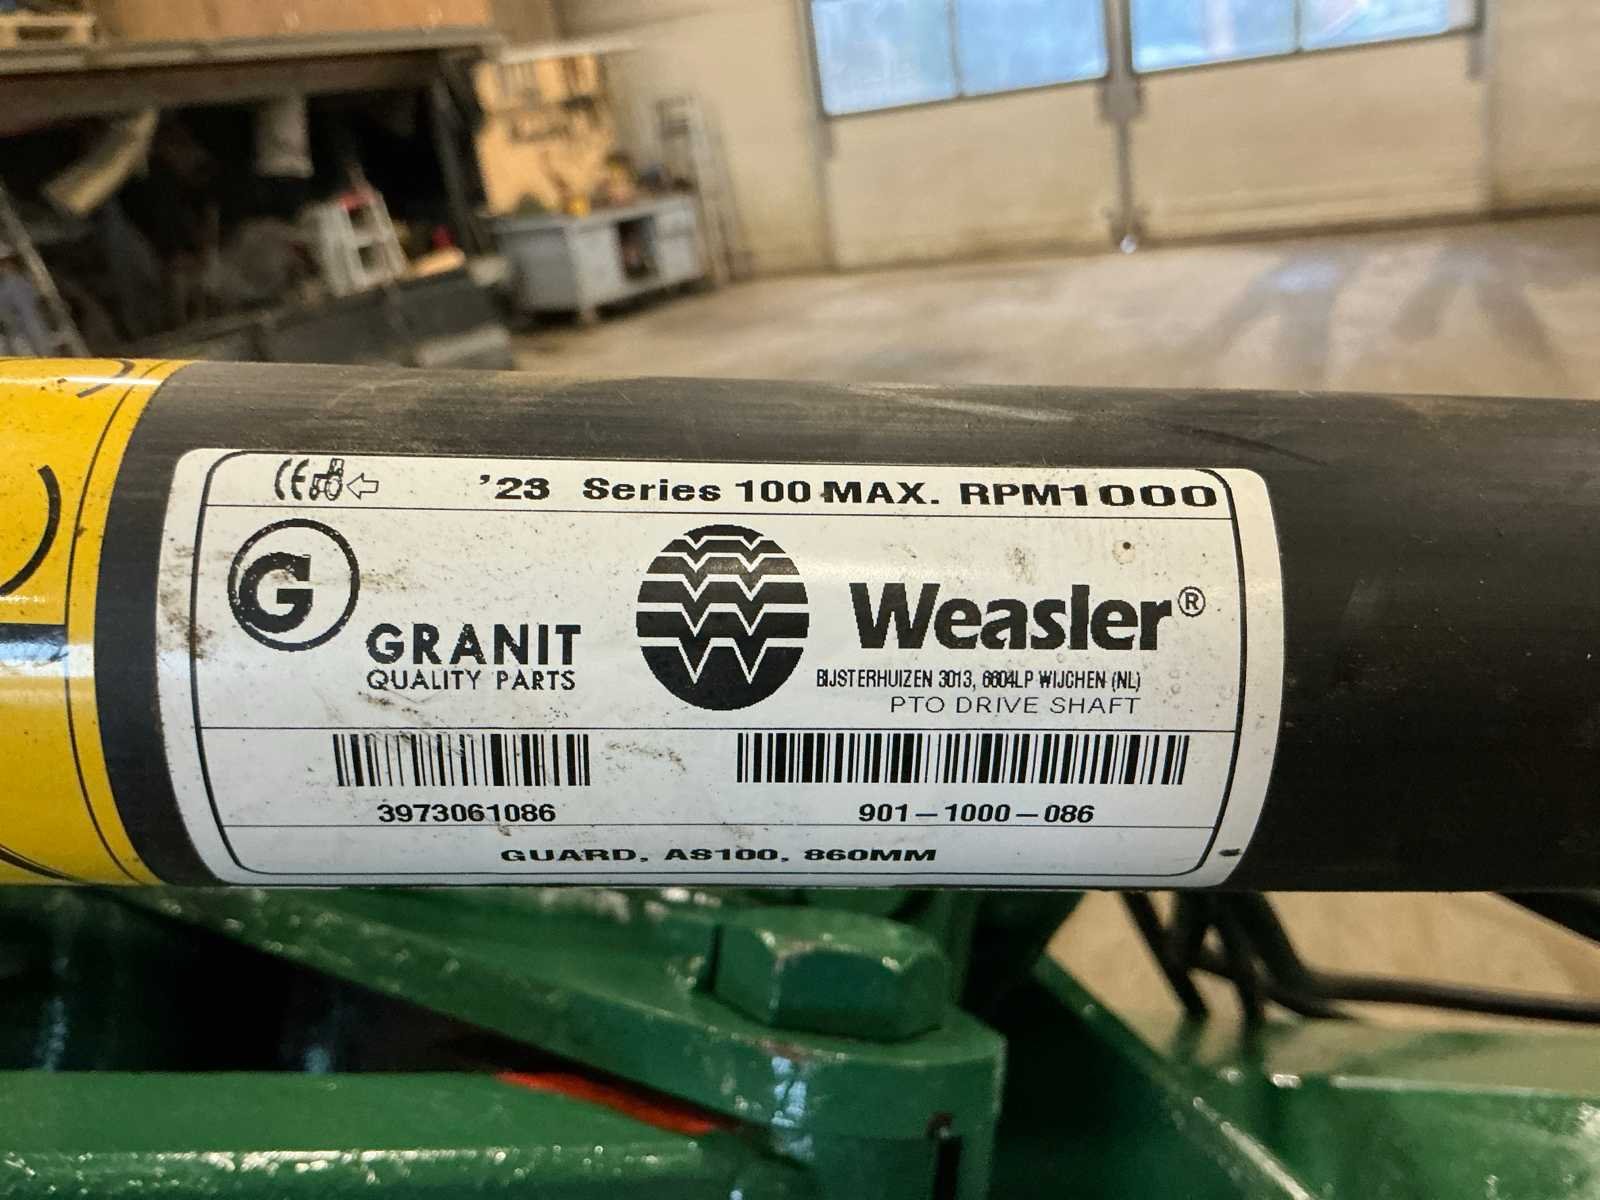 CE '23 Series 100 MAX. RPM1000
G
GRANIT
QUALITY PARTS
W
Weasler®
BIJSTERHUIZEN 3013, 6604LP WIJCHEN (NL)
PTO DRIVE SHAFT
3973061086
901-1000-086
GUARD, AS100, 860MM